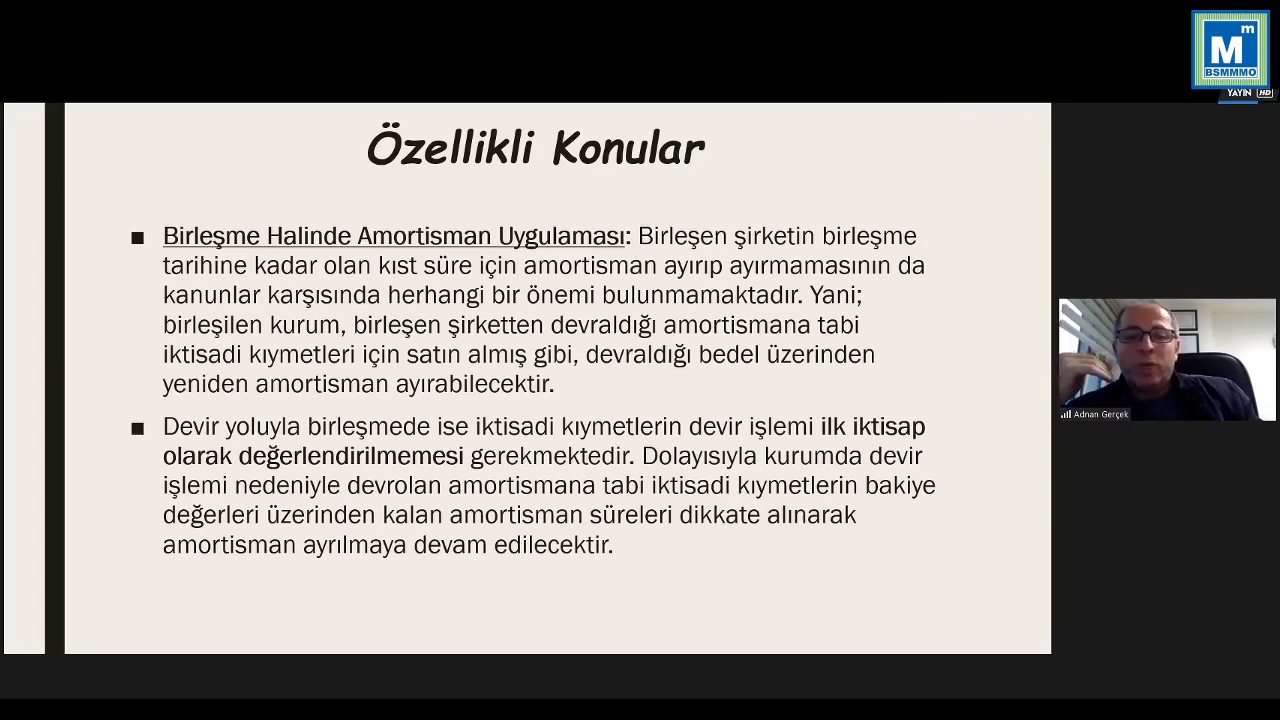 Mm
BSMMMO
YAYIN HD
Özellikli Konular
■ Birleşme Halinde Amortisman Uygulaması: Birleşen şirketin birleşme
tarihine kadar olan kıst süre için amortisman ayırıp ayırmamasının da
kanunlar karşısında herhangi bir önemi bulunmamaktadır. Yani;
birleşilen kurum, birleşen şirketten devraldığı amortismana tabi
iktisadi kıymetleri için satın almış gibi, devraldığı bedel üzerinden
yeniden amortisman ayırabilecektir.
■ Devir yoluyla birleşmede ise iktisadi kıymetlerin devir işlemi ilk iktisap
olarak değerlendirilmemesi gerekmektedir. Dolayısıyla kurumda devir
işlemi nedeniyle devrolan amortismana tabi iktisadi kıymetlerin bakiye
değerleri üzerinden kalan amortisman süreleri dikkate alınarak
amortisman ayrılmaya devam edilecektir.
Adnan Gerçek